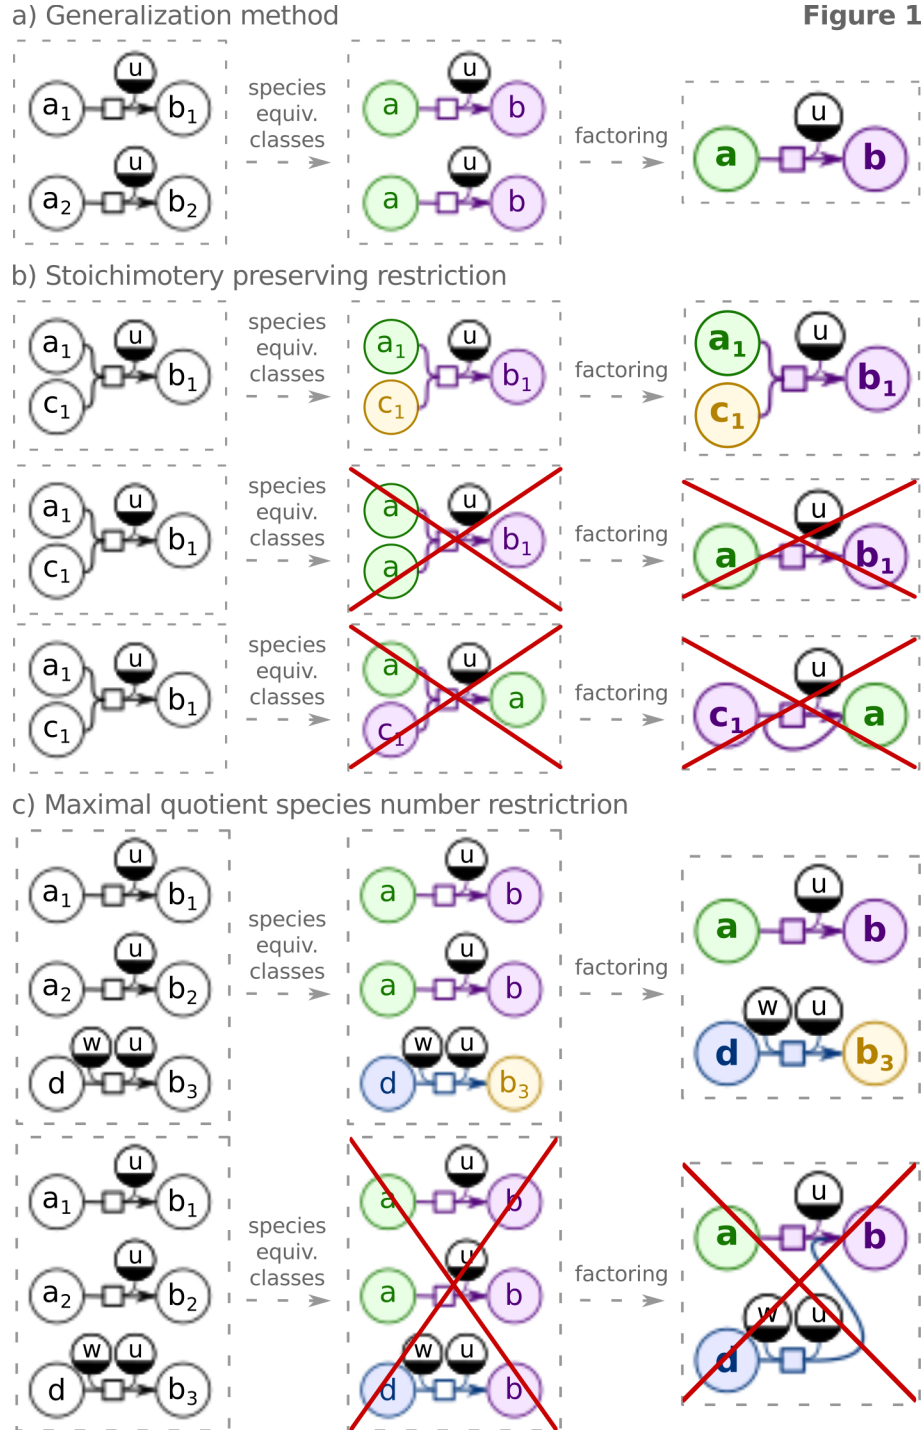 a) Generalization method
Figure 1
a1 u b1
a2 u b2
species
equiv.
classes
a u b
a u b
factoring
a u b
b) Stoichimotery preserving restriction
a1 c1 u b1
species
equiv.
classes
a1 c1 u b1
factoring
a1 c1 u b1
a1 c1 u b1
species
equiv.
classes
a a u b1
factoring
a u b1
a1 c1 u b1
species
equiv.
classes
a c1 u a
factoring
c1 u a
c) Maximal quotient species number restrictrion
a1 u b1
a2 u b2
d w u b3
species
equiv.
classes
a u b
a u b
d w u b3
factoring
a u b
d w u b3
a1 u b1
a2 u b2
d w u b3
species
equiv.
classes
a u b
a u b
d w u b
factoring
a u b
d w u